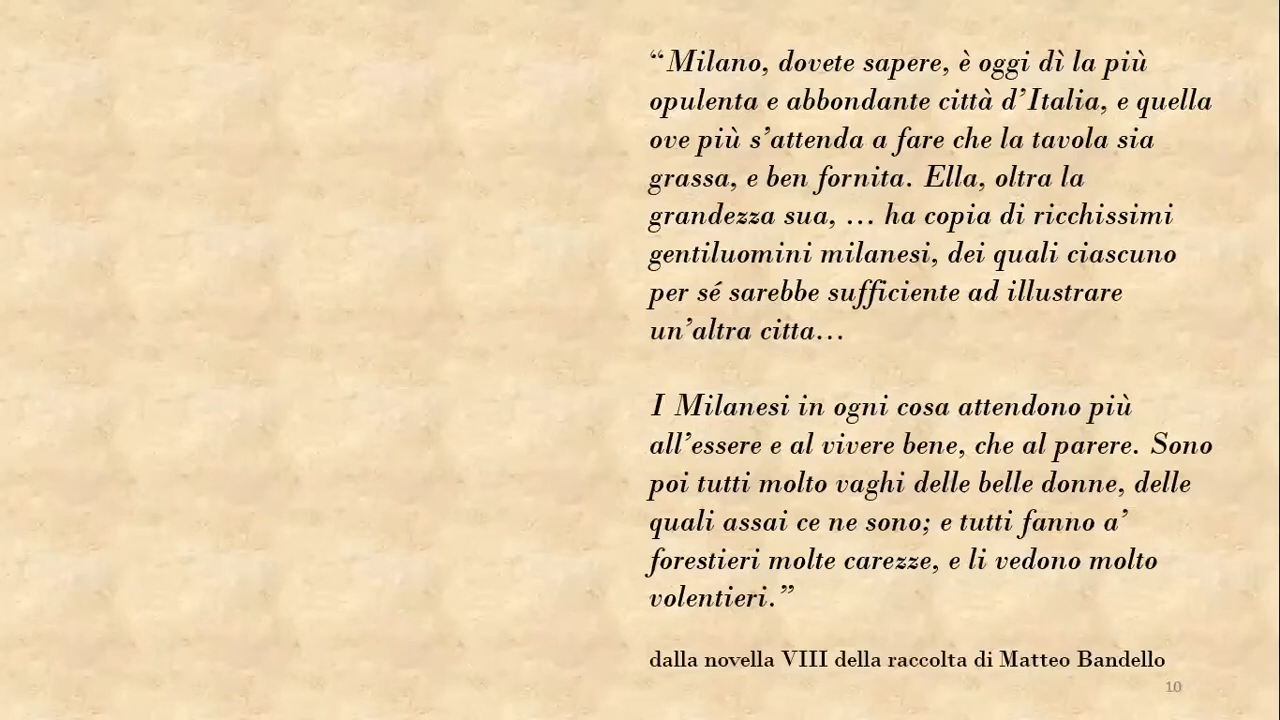 “Milano, dovete sapere, è oggi dì la più
opulenta e abbondante città d’Italia, e quella
ove più s’attenda a fare che la tavola sia
grassa, e ben fornita. Ella, oltra la
grandezza sua, … ha copia di ricchissimi
gentiluomini milanesi, dei quali ciascuno
per sé sarebbe sufficiente ad illustrare
un’altra citta…
I Milanesi in ogni cosa attendono più
all’essere e al vivere bene, che al parere. Sono
poi tutti molto vaghi delle belle donne, delle
quali assai ce ne sono; e tutti fanno a’
forestieri molte carezze, e li vedono molto
volentieri.”
dalla novella VIII della raccolta di Matteo Bandello
10